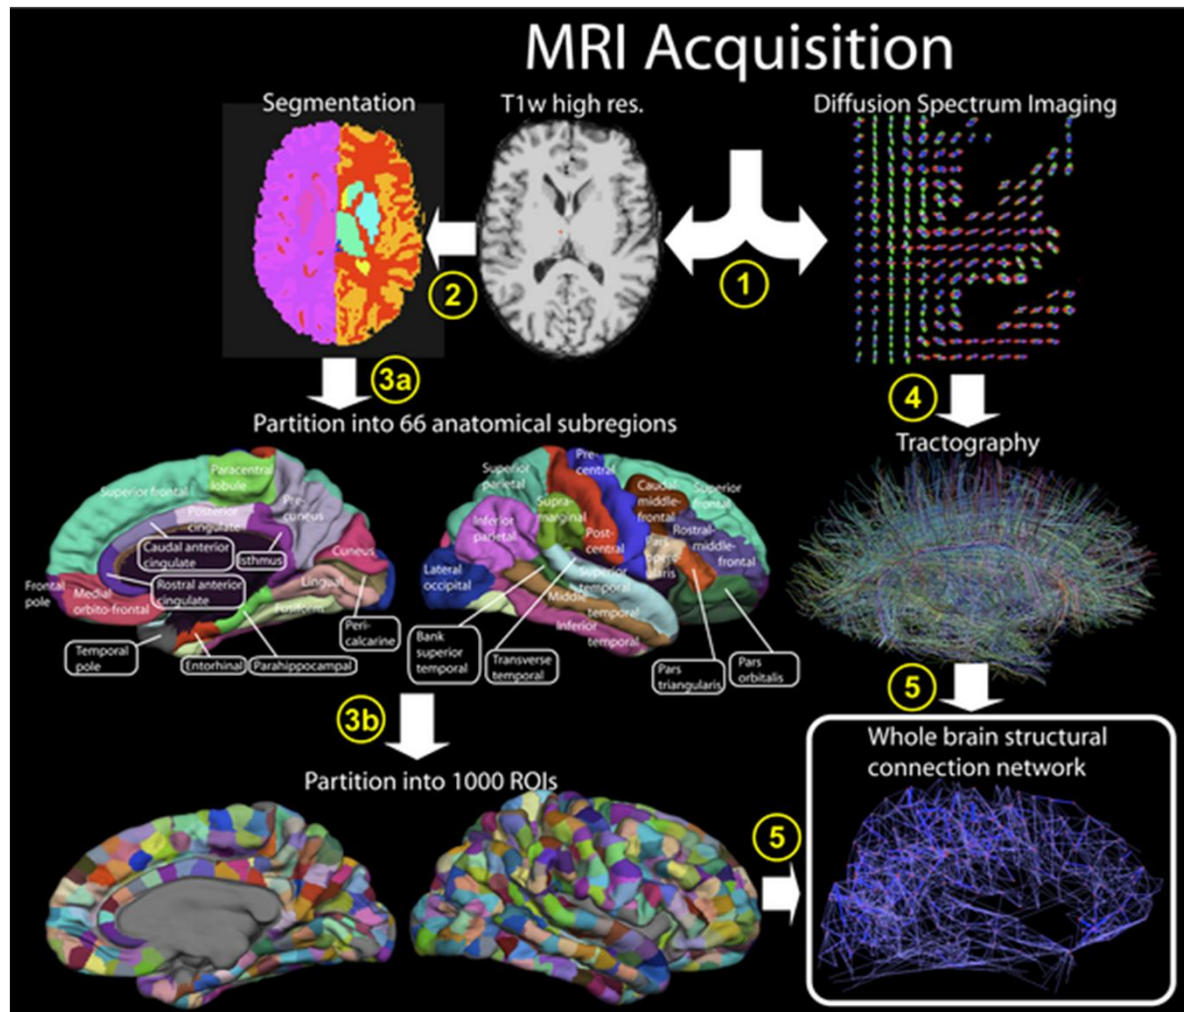 MRI Acquisition
Segmentation
T1w high res.
Diffusion Spectrum Imaging
1
2
3a
4
Partition into 66 anatomical subregions
Tractography
Superior frontal
Paracentral
lobule
Pre-
cuneus
Posterior
cingulate
Caudal anterior
cingulate
Isthmus
Cuneus
Rostral anterior
cingulate
Frontal
pole
Medial
orbito-frontal
Lingual
Fusiform
Peri-
calcarine
Temporal
pole
Entorhinal
Parahippocampal
Superior
parietal
Pre-
central
Caudal-
middle-
frontal
Superior
frontal
Supra-
marginal
Inferior
parietal
Post-
central
Rostral-
middle-
frontal
Pars
ularis
Lateral
occipital
Superior
temporal
Middle
temporal
Inferior
temporal
Bank
superior
temporal
Transverse
temporal
Pars
triangularis
Pars
orbitalis
3b
5
Partition into 1000 ROIs
Whole brain structural
connection network
5